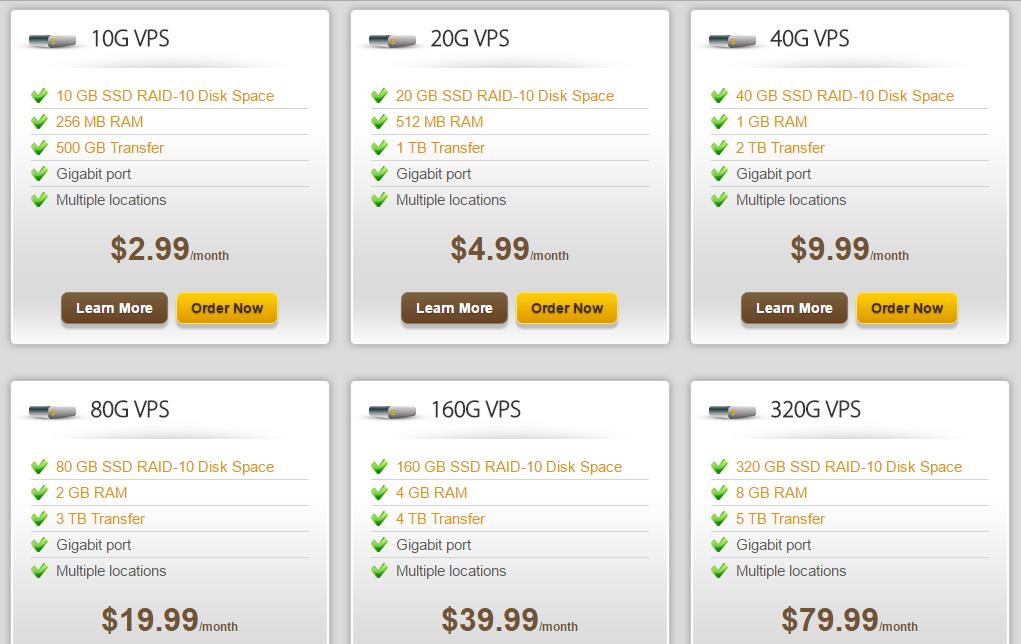 10G VPS
10 GB SSD RAID-10 Disk Space
256 MB RAM
500 GB Transfer
Gigabit port
Multiple locations
$2.99/month
Learn More
Order Now
20G VPS
20 GB SSD RAID-10 Disk Space
512 MB RAM
1 TB Transfer
Gigabit port
Multiple locations
$4.99/month
Learn More
Order Now
40G VPS
40 GB SSD RAID-10 Disk Space
1 GB RAM
2 TB Transfer
Gigabit port
Multiple locations
$9.99/month
Learn More
Order Now
80G VPS
80 GB SSD RAID-10 Disk Space
2 GB RAM
3 TB Transfer
Gigabit port
Multiple locations
$19.99/month
160G VPS
160 GB SSD RAID-10 Disk Space
4 GB RAM
4 TB Transfer
Gigabit port
Multiple locations
$39.99/month
320G VPS
320 GB SSD RAID-10 Disk Space
8 GB RAM
5 TB Transfer
Gigabit port
Multiple locations
$79.99/month